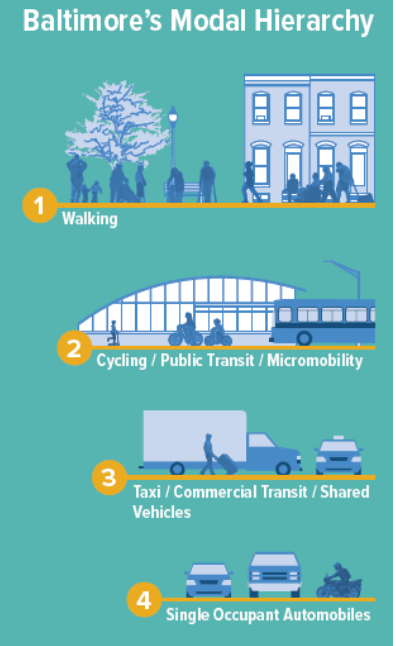 Baltimore's Modal Hierarchy
1
Walking
2
Cycling / Public Transit / Micromobility
3
Taxi / Commercial Transit / Shared
Vehicles
4
Single Occupant Automobiles